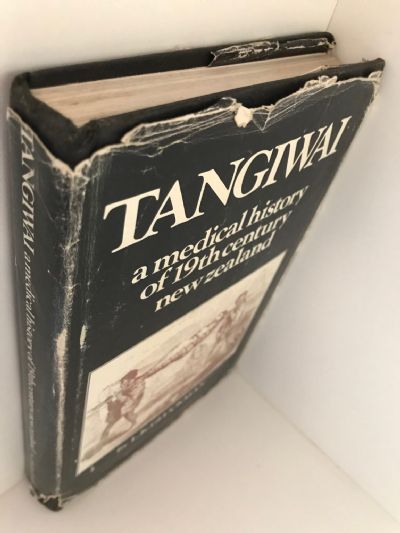 TANGIWAI
a medical history
of 19th century
new zealand
TANGIWAI a medical history of 19th century new zealand